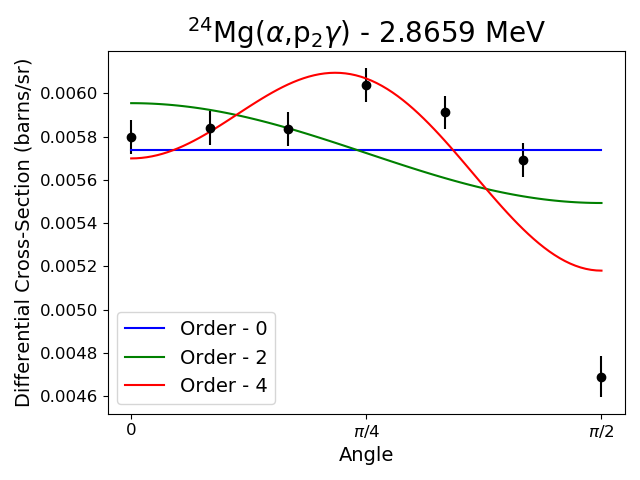 ²⁴Mg(α,p₂γ) - 2.8659 MeV
Differential Cross-Section (barns/sr)
0.0060
0.0058
0.0056
0.0054
0.0052
0.0050
0.0048
0.0046
Order - 0
Order - 2
Order - 4
0 π/4 π/2
Angle